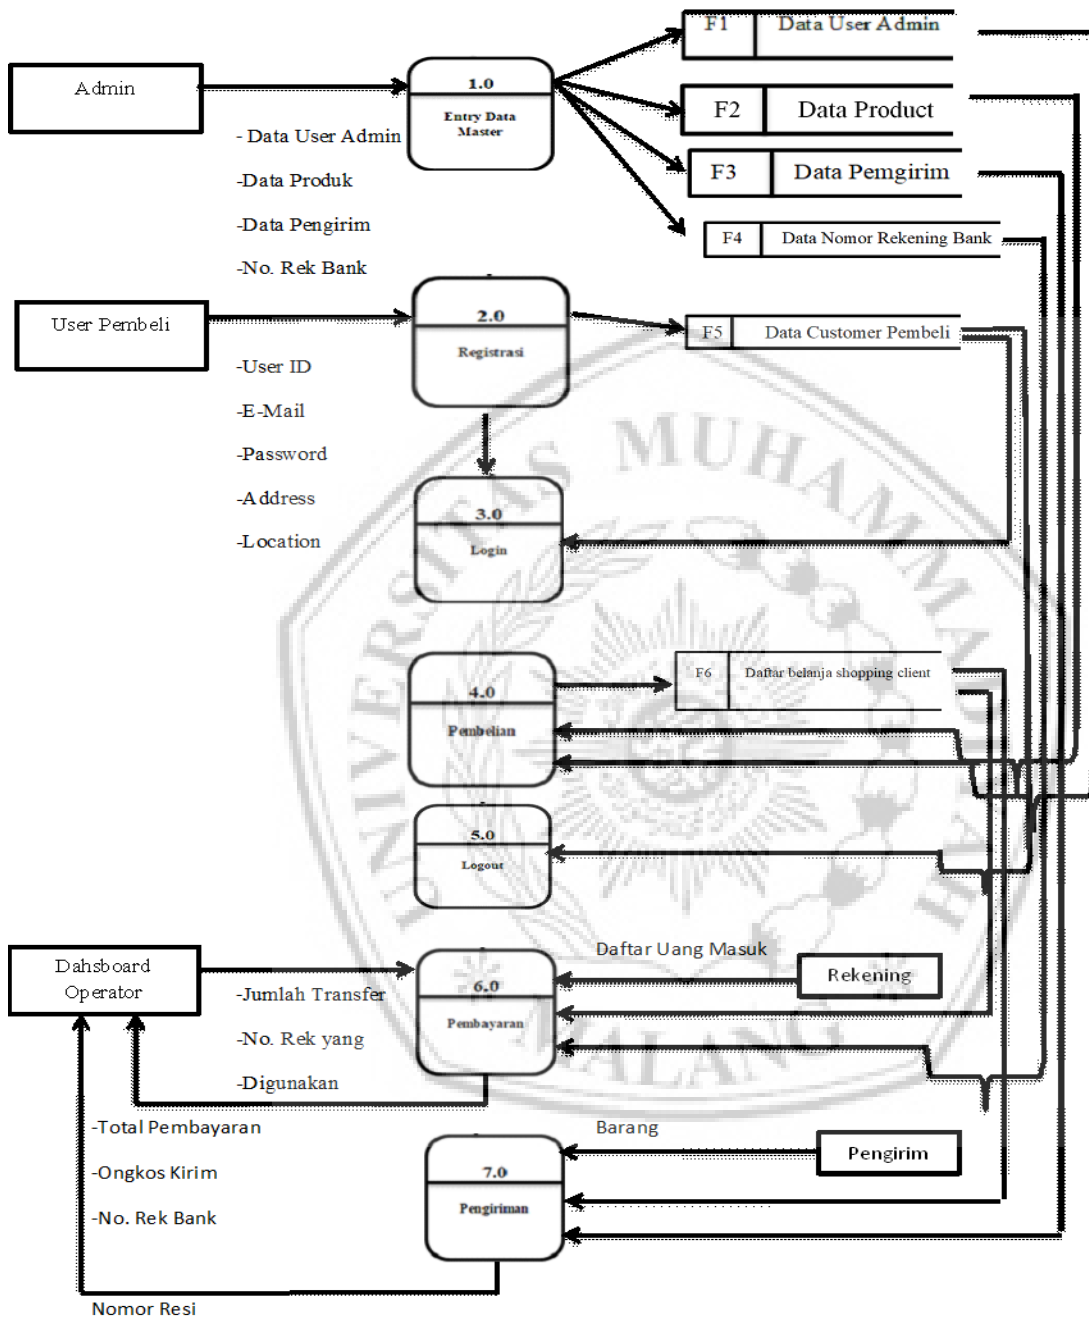 F1 Data User Admin
Admin
1.0
Entry Data
Master
F2 Data Product
- Data User Admin
-Data Produk
-Data Pengirim
-No. Rek Bank
F3 Data Pemgirim
F4 Data Nomor Rekening Bank
User Pembeli
2.0
Registrasi
F5 Data Customer Pembeli
-User ID
-E-Mail
-Password
-Address
-Location
3.0
Login
4.0
Pembelian
F6 Daftar belanja shopping client
5.0
Logout
Dahsboard
Operator
-Jumlah Transfer
-No. Rek yang
-Digunakan
6.0
Pembayaran
Daftar Uang Masuk
Rekening
-Total Pembayaran
-Ongkos Kirim
-No. Rek Bank
7.0
Pengiriman
Barang
Pengirim
Nomor Resi
UNIVERSITAS MUHAMMADIYAH
MALANG